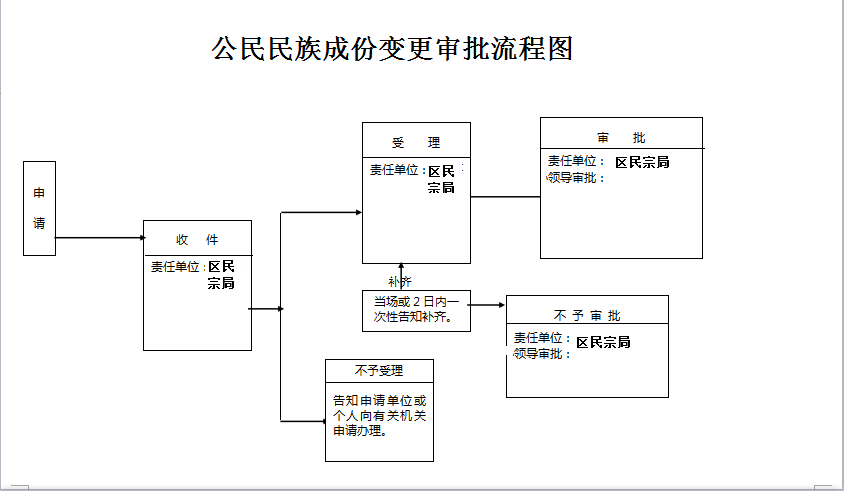 公民民族成份变更审批流程图
申
请
收 件
责任单位：区民
宗局
受 理
责任单位：区民
宗局
审 批
责任单位： 区民宗局
领导审批：
补齐
当场或2日内一
次性告知补齐。
不 予 审 批
责任单位： 区民宗局
领导审批：
不予受理
告知申请单位或
个人向有关机关
申请办理。